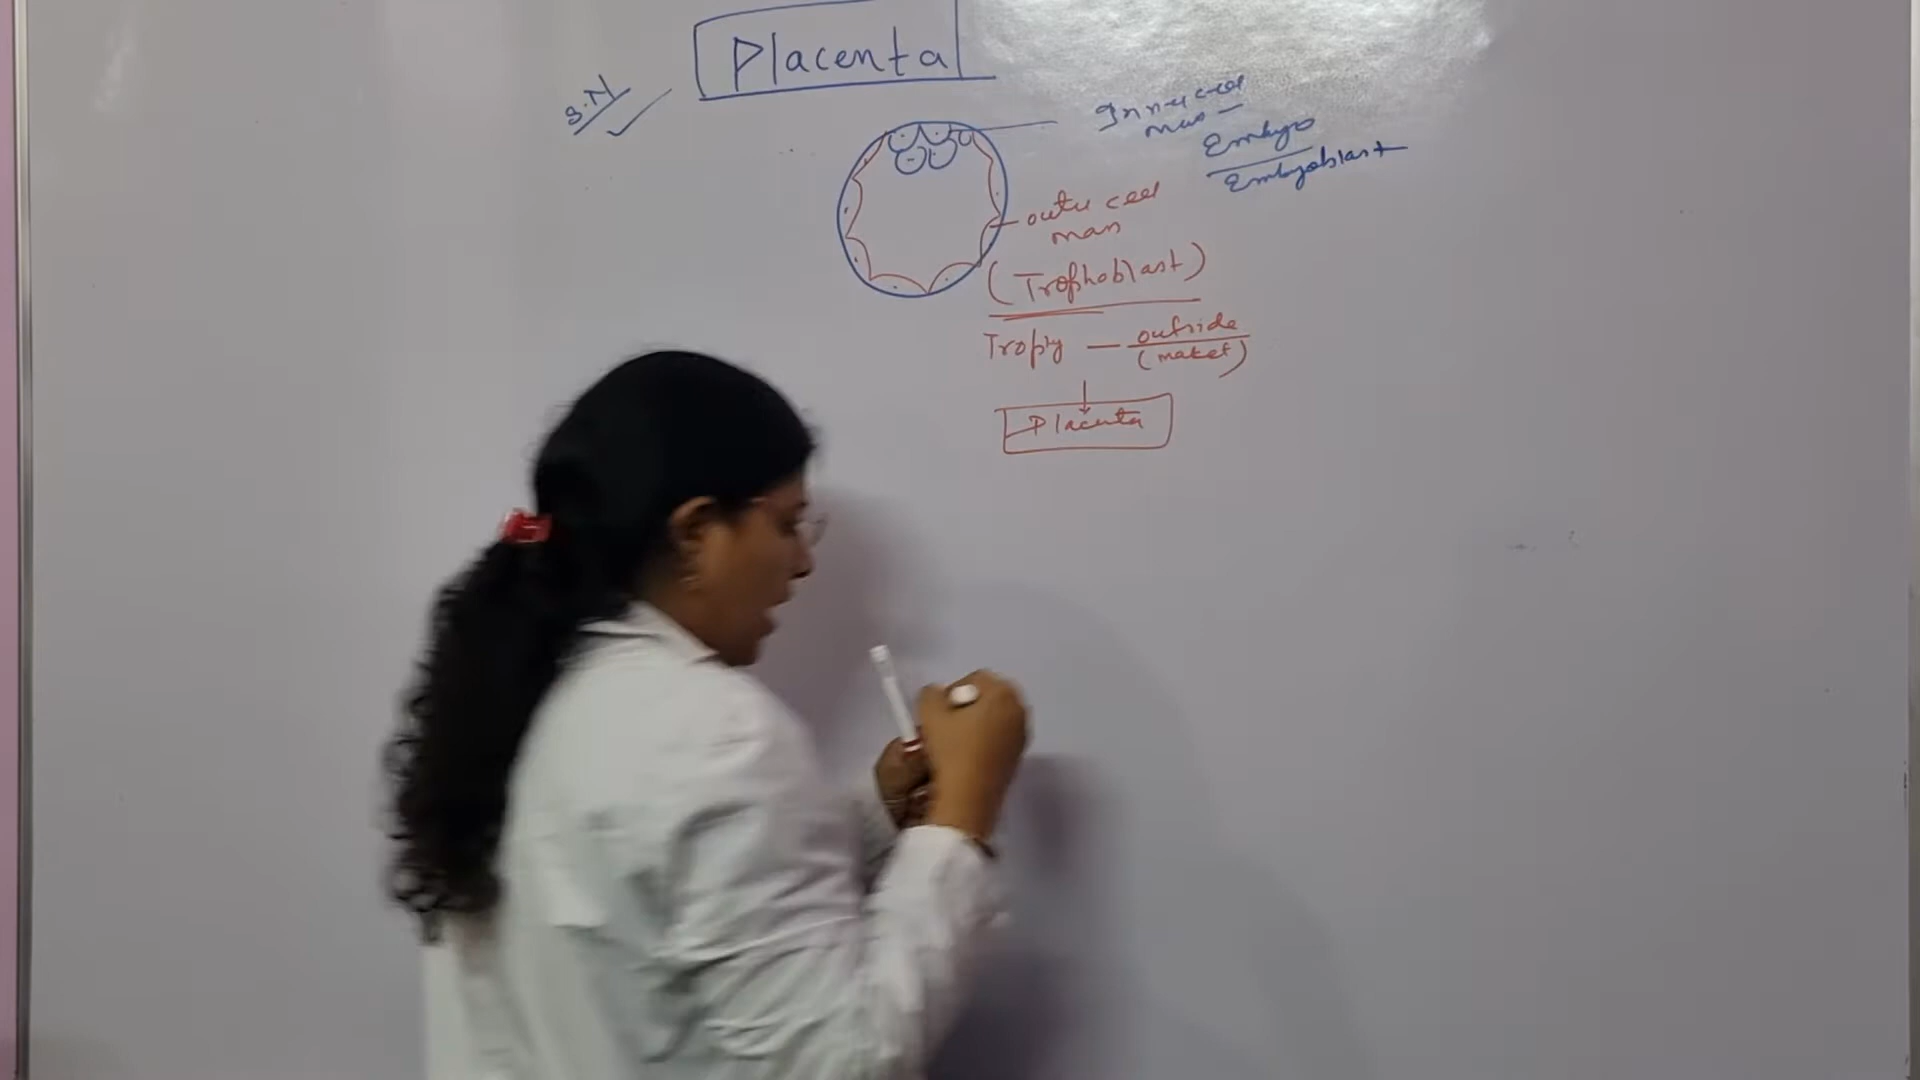 Placenta
S.N
Inner cell
mass
Embryo
Embryoblast
outer cell
mass
(Trophoblast)
Trophy — outside
(maket)
Placenta